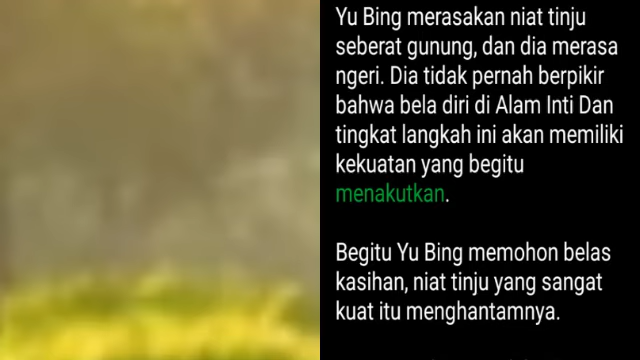 Yu Bing merasakan niat tinju
seberat gunung, dan dia merasa
ngeri. Dia tidak pernah berpikir
bahwa bela diri di Alam Inti Dan
tingkat langkah ini akan memiliki
kekuatan yang begitu
menakutkan.
Begitu Yu Bing memohon belas
kasihan, niat tinju yang sangat
kuat itu menghantamnya.